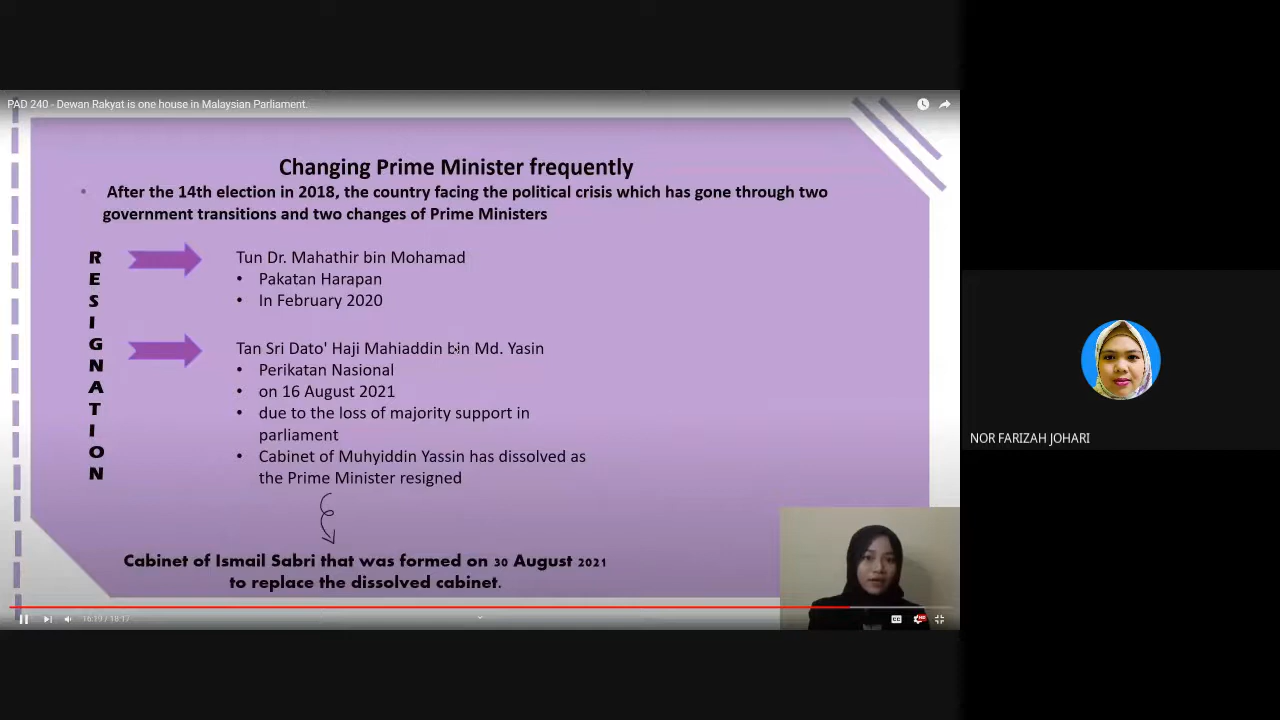 PAD 240 - Dewan Rakyat is one house in Malaysian Parliament.
Changing Prime Minister frequently
• After the 14th election in 2018, the country facing the political crisis which has gone through two
government transitions and two changes of Prime Ministers
RESIGNATION
Tun Dr. Mahathir bin Mohamad
• Pakatan Harapan
• In February 2020
Tan Sri Dato' Haji Mahiaddin bin Md. Yasin
• Perikatan Nasional
• on 16 August 2021
• due to the loss of majority support in
parliament
• Cabinet of Muhyiddin Yassin has dissolved as
the Prime Minister resigned
Cabinet of Ismail Sabri that was formed on 30 August 2021
to replace the dissolved cabinet.
NOR FARIZAH JOHARI